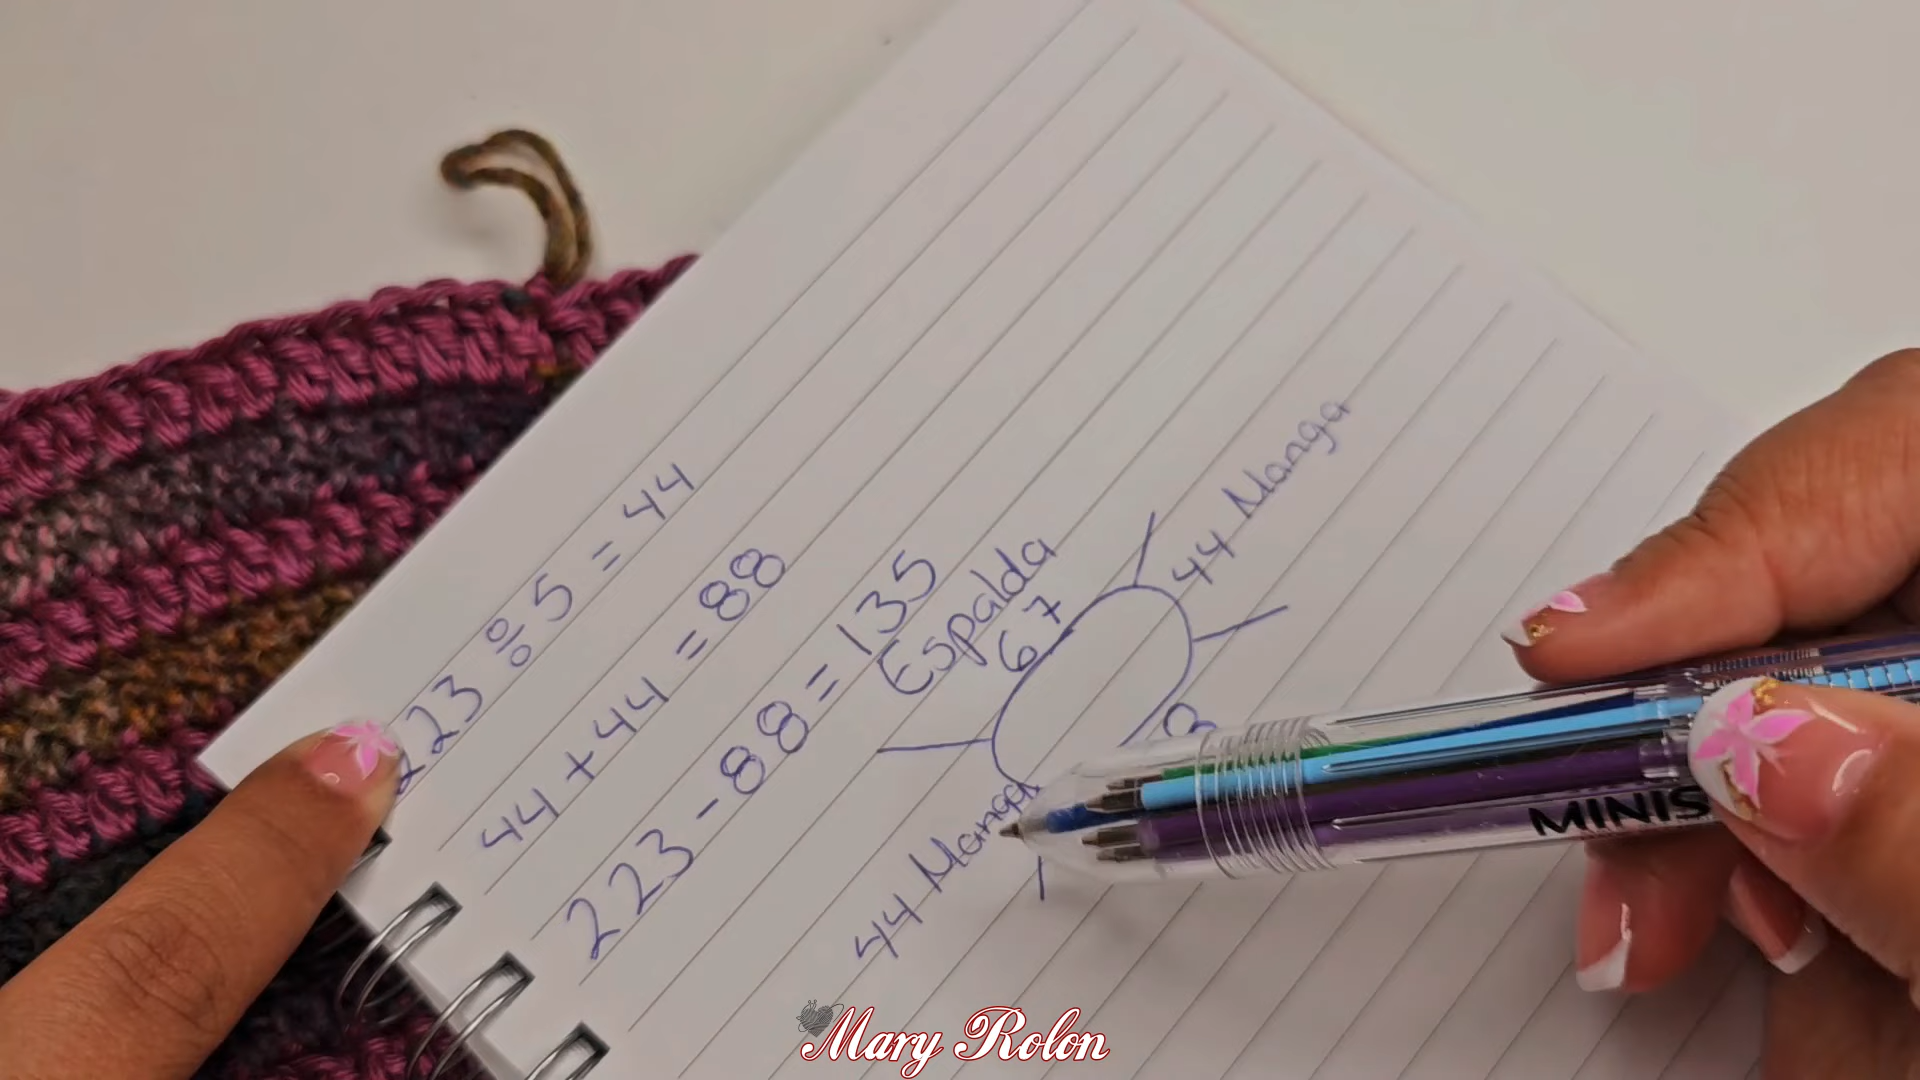 223 ÷ 5 = 44
44 + 44 = 88
223 - 88 = 135
Espalda
67
44 Manga
44 Manga
MINIS
Mary Rolon